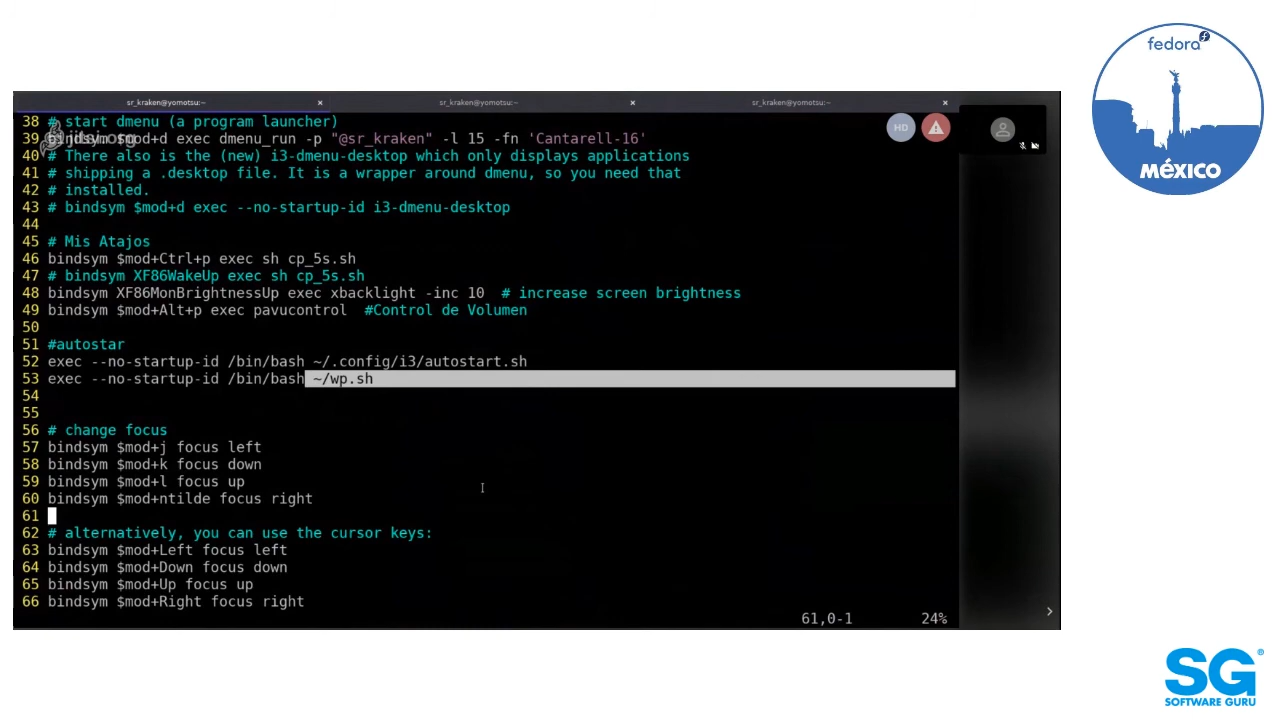 fedora
MÉXICO
sr_kraken@yomotsu:~ × sr_kraken@yomotsu:~ × sr_kraken@yomotsu:~ ×
jitsi.org
HD
38 # start dmenu (a program launcher)
39 bindsym $mod+d exec dmenu_run -p "@sr_kraken" -l 15 -fn 'Cantarell-16'
40 # There also is the (new) i3-dmenu-desktop which only displays applications
41 # shipping a .desktop file. It is a wrapper around dmenu, so you need that
42 # installed.
43 # bindsym $mod+d exec --no-startup-id i3-dmenu-desktop
44
45 # Mis Atajos
46 bindsym $mod+Ctrl+p exec sh cp_5s.sh
47 # bindsym XF86WakeUp exec sh cp_5s.sh
48 bindsym XF86MonBrightnessUp exec xbacklight -inc 10  # increase screen brightness
49 bindsym $mod+Alt+p exec pavucontrol  #Control de Volumen
50
51 #autostar
52 exec --no-startup-id /bin/bash ~/.config/i3/autostart.sh
53 exec --no-startup-id /bin/bash ~/wp.sh
54
55
56 # change focus
57 bindsym $mod+j focus left
58 bindsym $mod+k focus down
59 bindsym $mod+l focus up
60 bindsym $mod+ntilde focus right
61
62 # alternatively, you can use the cursor keys:
63 bindsym $mod+Left focus left
64 bindsym $mod+Down focus down
65 bindsym $mod+Up focus up
66 bindsym $mod+Right focus right
61,0-1 24%
SG®
SOFTWARE GURU